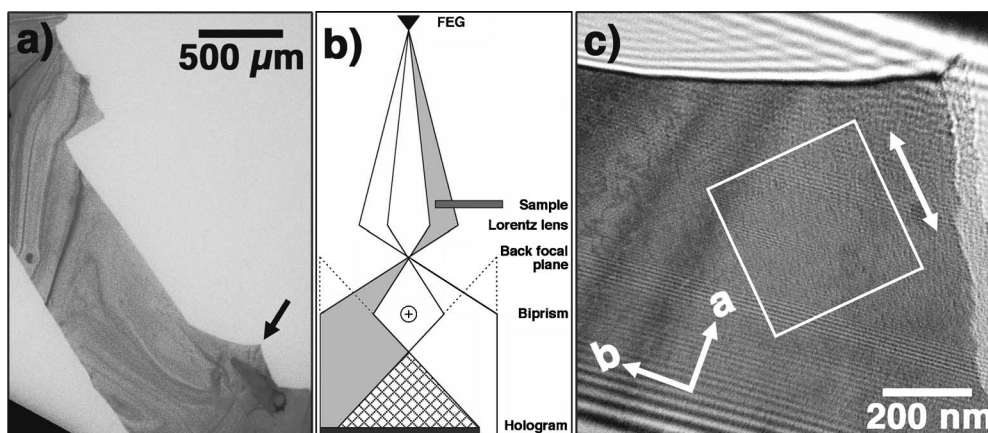 a)
500 µm
b)
FEG
Sample
Lorentz lens
Back focal
plane
Biprism
+
Hologram
c)
a
b
200 nm